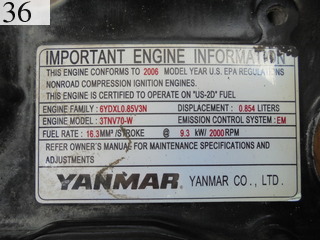 36
IMPORTANT ENGINE INFORMATION
THIS ENGINE CONFORMS TO 2006 MODEL YEAR U.S. EPA REGULATIONS
NONROAD COMPRESSION IGNITION ENGINES.
THIS ENGINE IS CERTIFIED TO OPERATE ON "US-2D" FUEL
ENGINE FAMILY : 6YDXL0.85V3N DISPLACEMENT : 0.854 LITERS
ENGINE MODEL : 3TNV70-W EMISSION CONTROL SYSTEM : EM
FUEL RATE : 16.3MM³/STROKE @ 9.3 kW/ 2000 RPM
REFER OWNER'S MANUAL FOR MAINTENANCE SPECIFICATIONS AND
ADJUSTMENTS
YANMAR YANMAR CO., LTD.